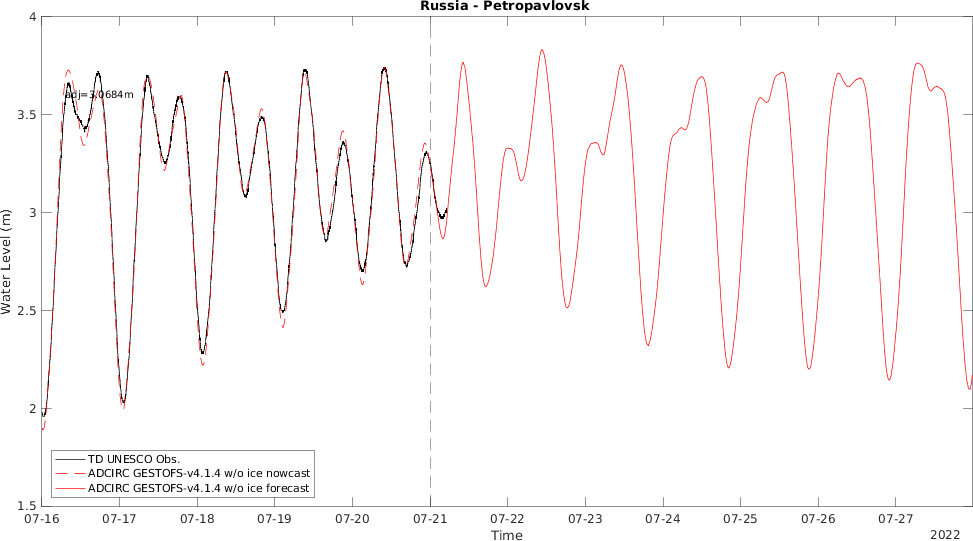 Russia - Petropavlovsk
4
3.5
3
2.5
2
1.5
Water Level (m)
adj=3.0684m
TD UNESCO Obs.
ADCIRC GESTOFS-v4.1.4 w/o ice nowcast
ADCIRC GESTOFS-v4.1.4 w/o ice forecast
07-16 07-17 07-18 07-19 07-20 07-21 07-22 07-23 07-24 07-25 07-26 07-27
Time
2022